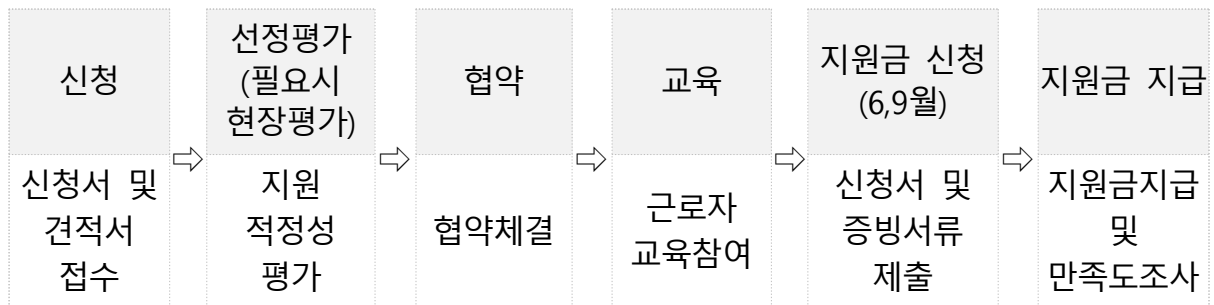 신청
선정평가
(필요시
현장평가)
협약
교육
지원금 신청
(6,9월)
지원금 지급
신청서 및
견적서
접수
지원
적정성
평가
협약체결
근로자
교육참여
신청서 및
증빙서류
제출
지원금지급
및
만족도조사